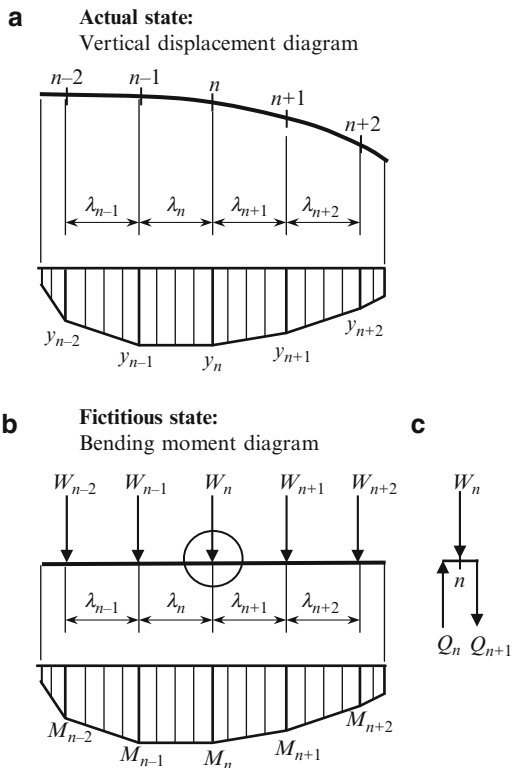 a
Actual state:
Vertical displacement diagram
n–2 n–1 n n+1 n+2
λn–1 λn λn+1 λn+2
yn–2 yn–1 yn yn+1 yn+2
b
Fictitious state:
Bending moment diagram
c
Wn–2 Wn–1 Wn Wn+1 Wn+2
Wn
n
λn–1 λn λn+1 λn+2
Qn Qn+1
Mn–2 Mn–1 Mn Mn+1 Mn+2